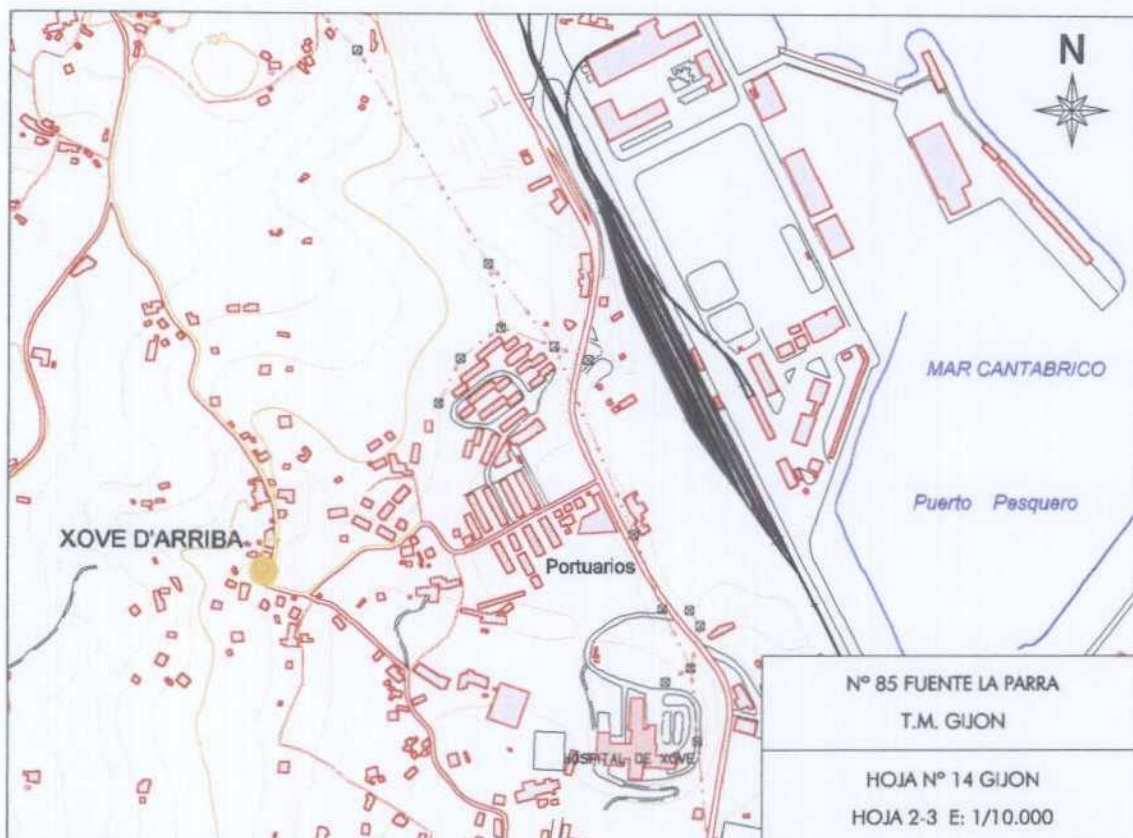 N
MAR CANTABRICO
Puerto Pesquero
XOVE D'ARRIBA
Portuarios
HOSPITAL DE XOVE
Nº 85 FUENTE LA PARRA
T.M. GIJON
HOJA Nº 14 GIJON
HOJA 2-3 E: 1/10.000